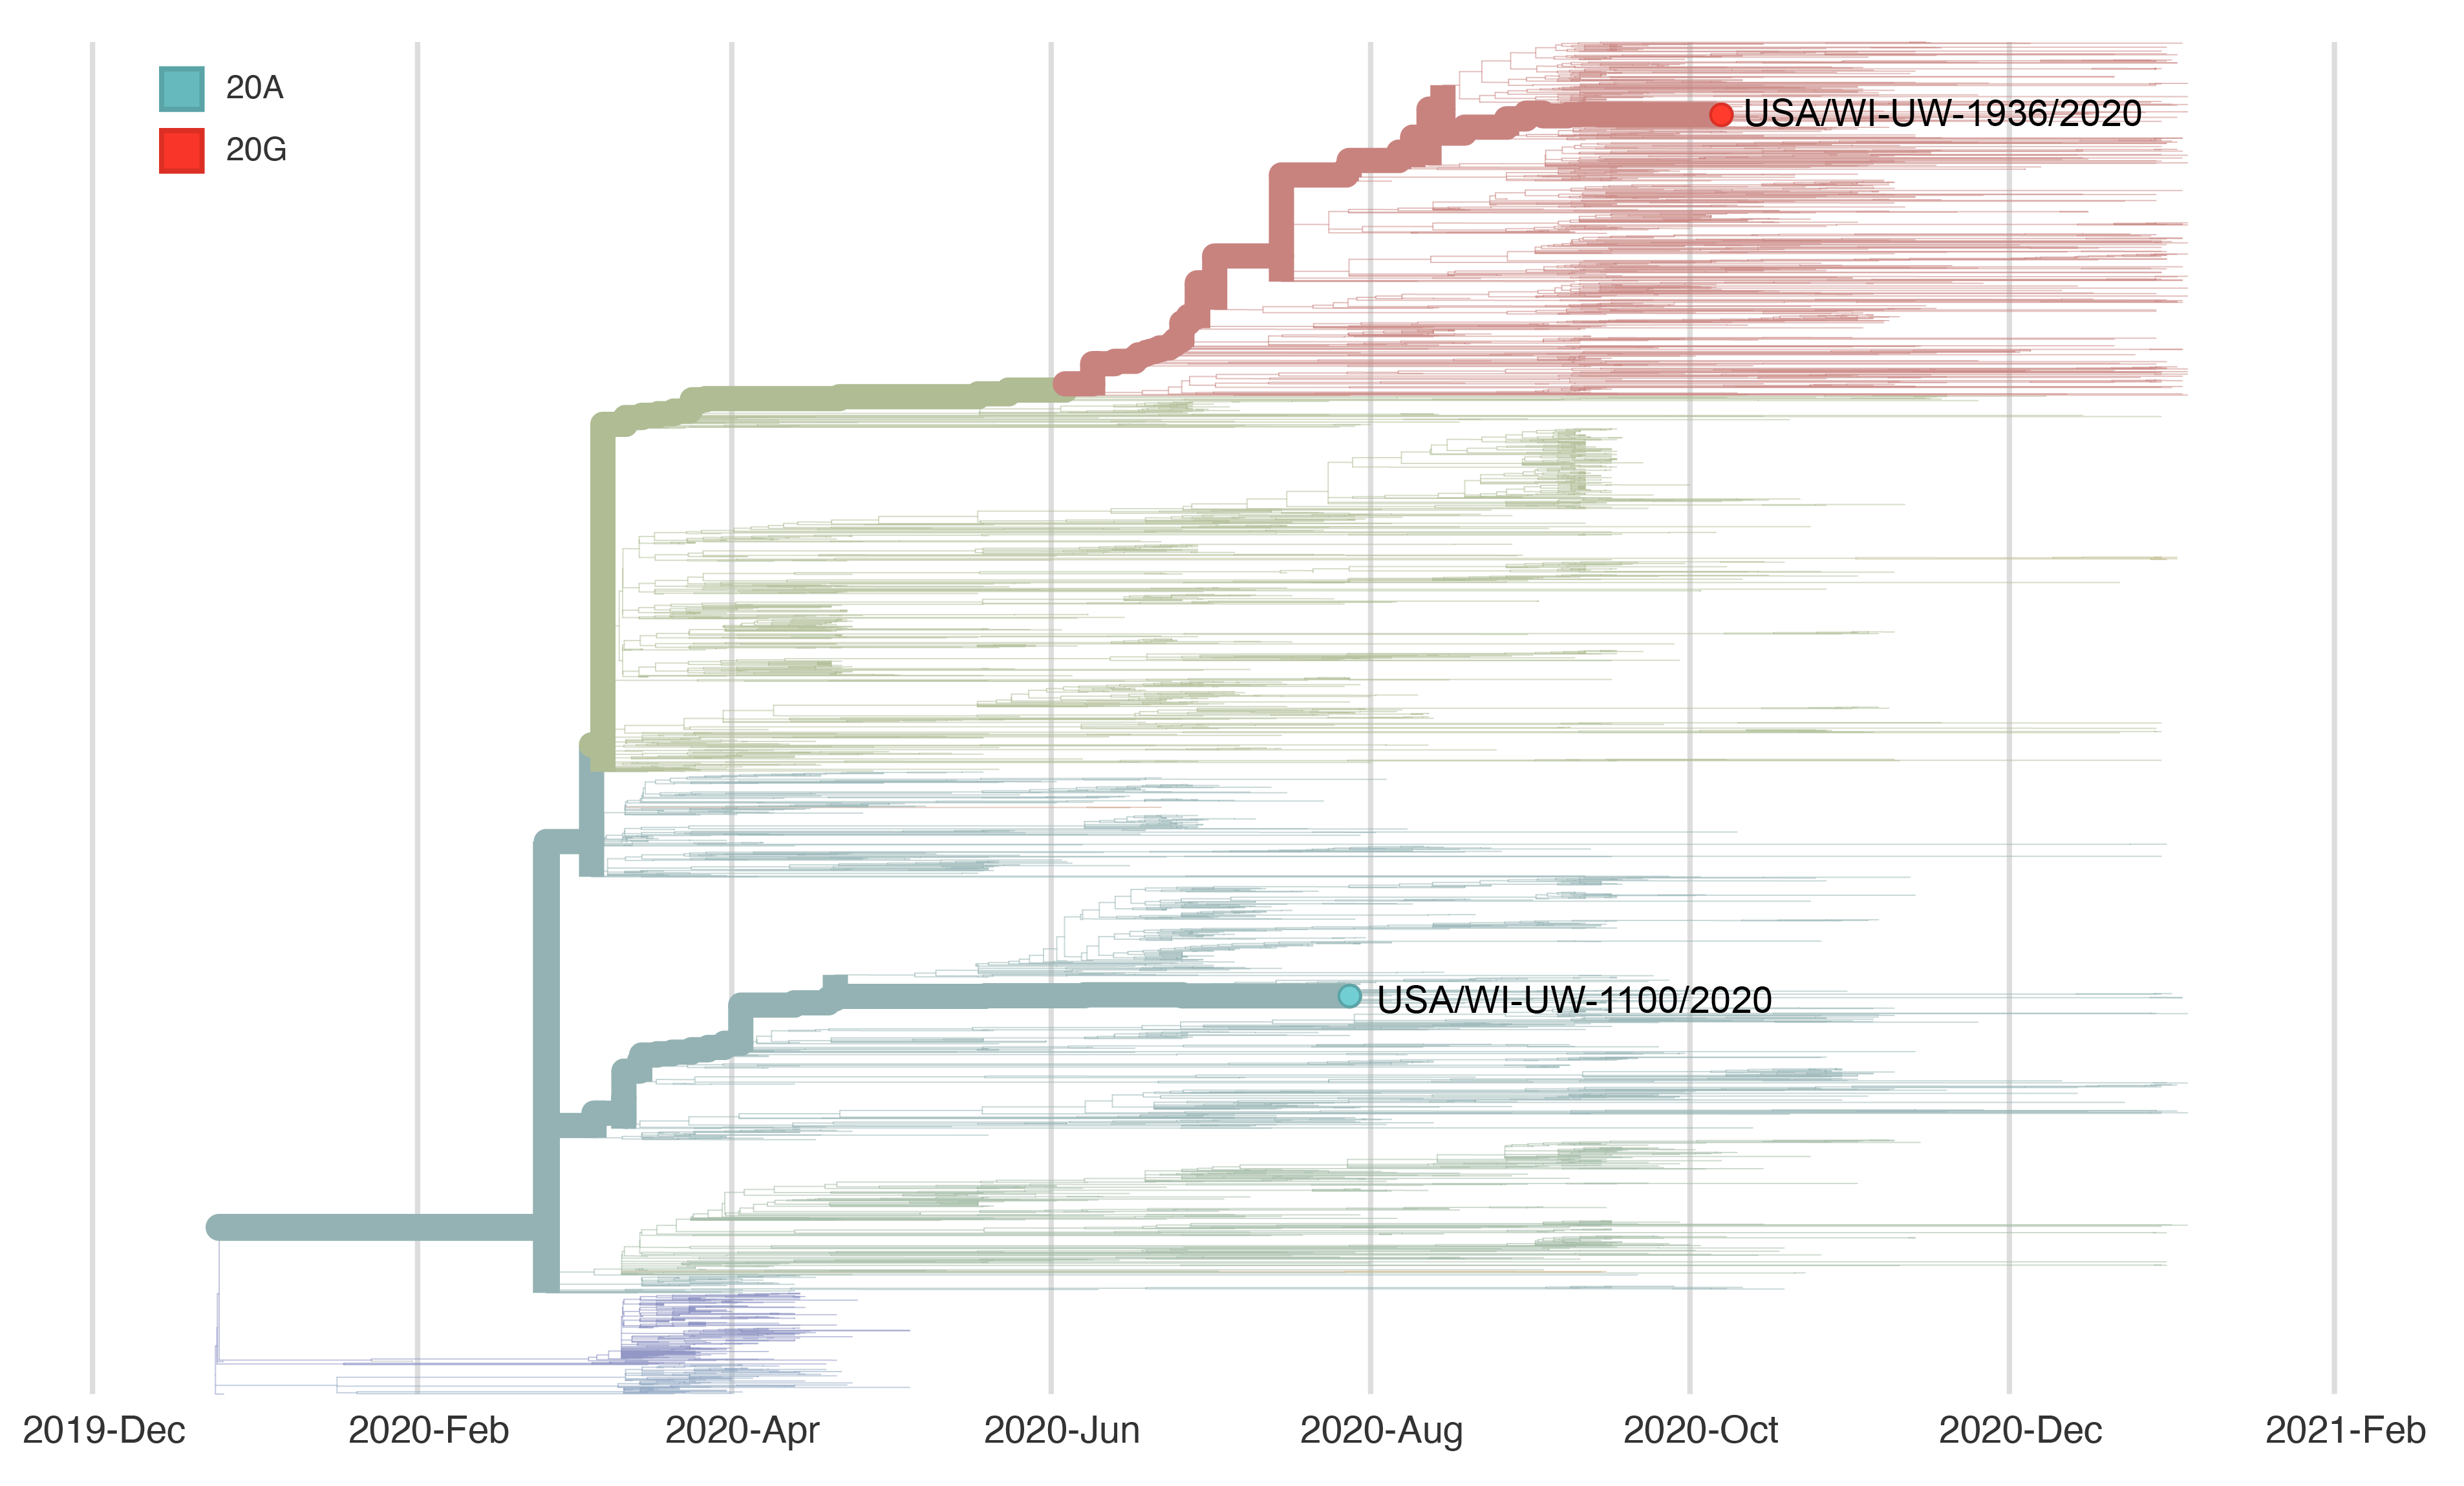 20A
20G
USA/WI-UW-1936/2020
USA/WI-UW-1100/2020
2019-Dec 2020-Feb 2020-Apr 2020-Jun 2020-Aug 2020-Oct 2020-Dec 2021-Feb